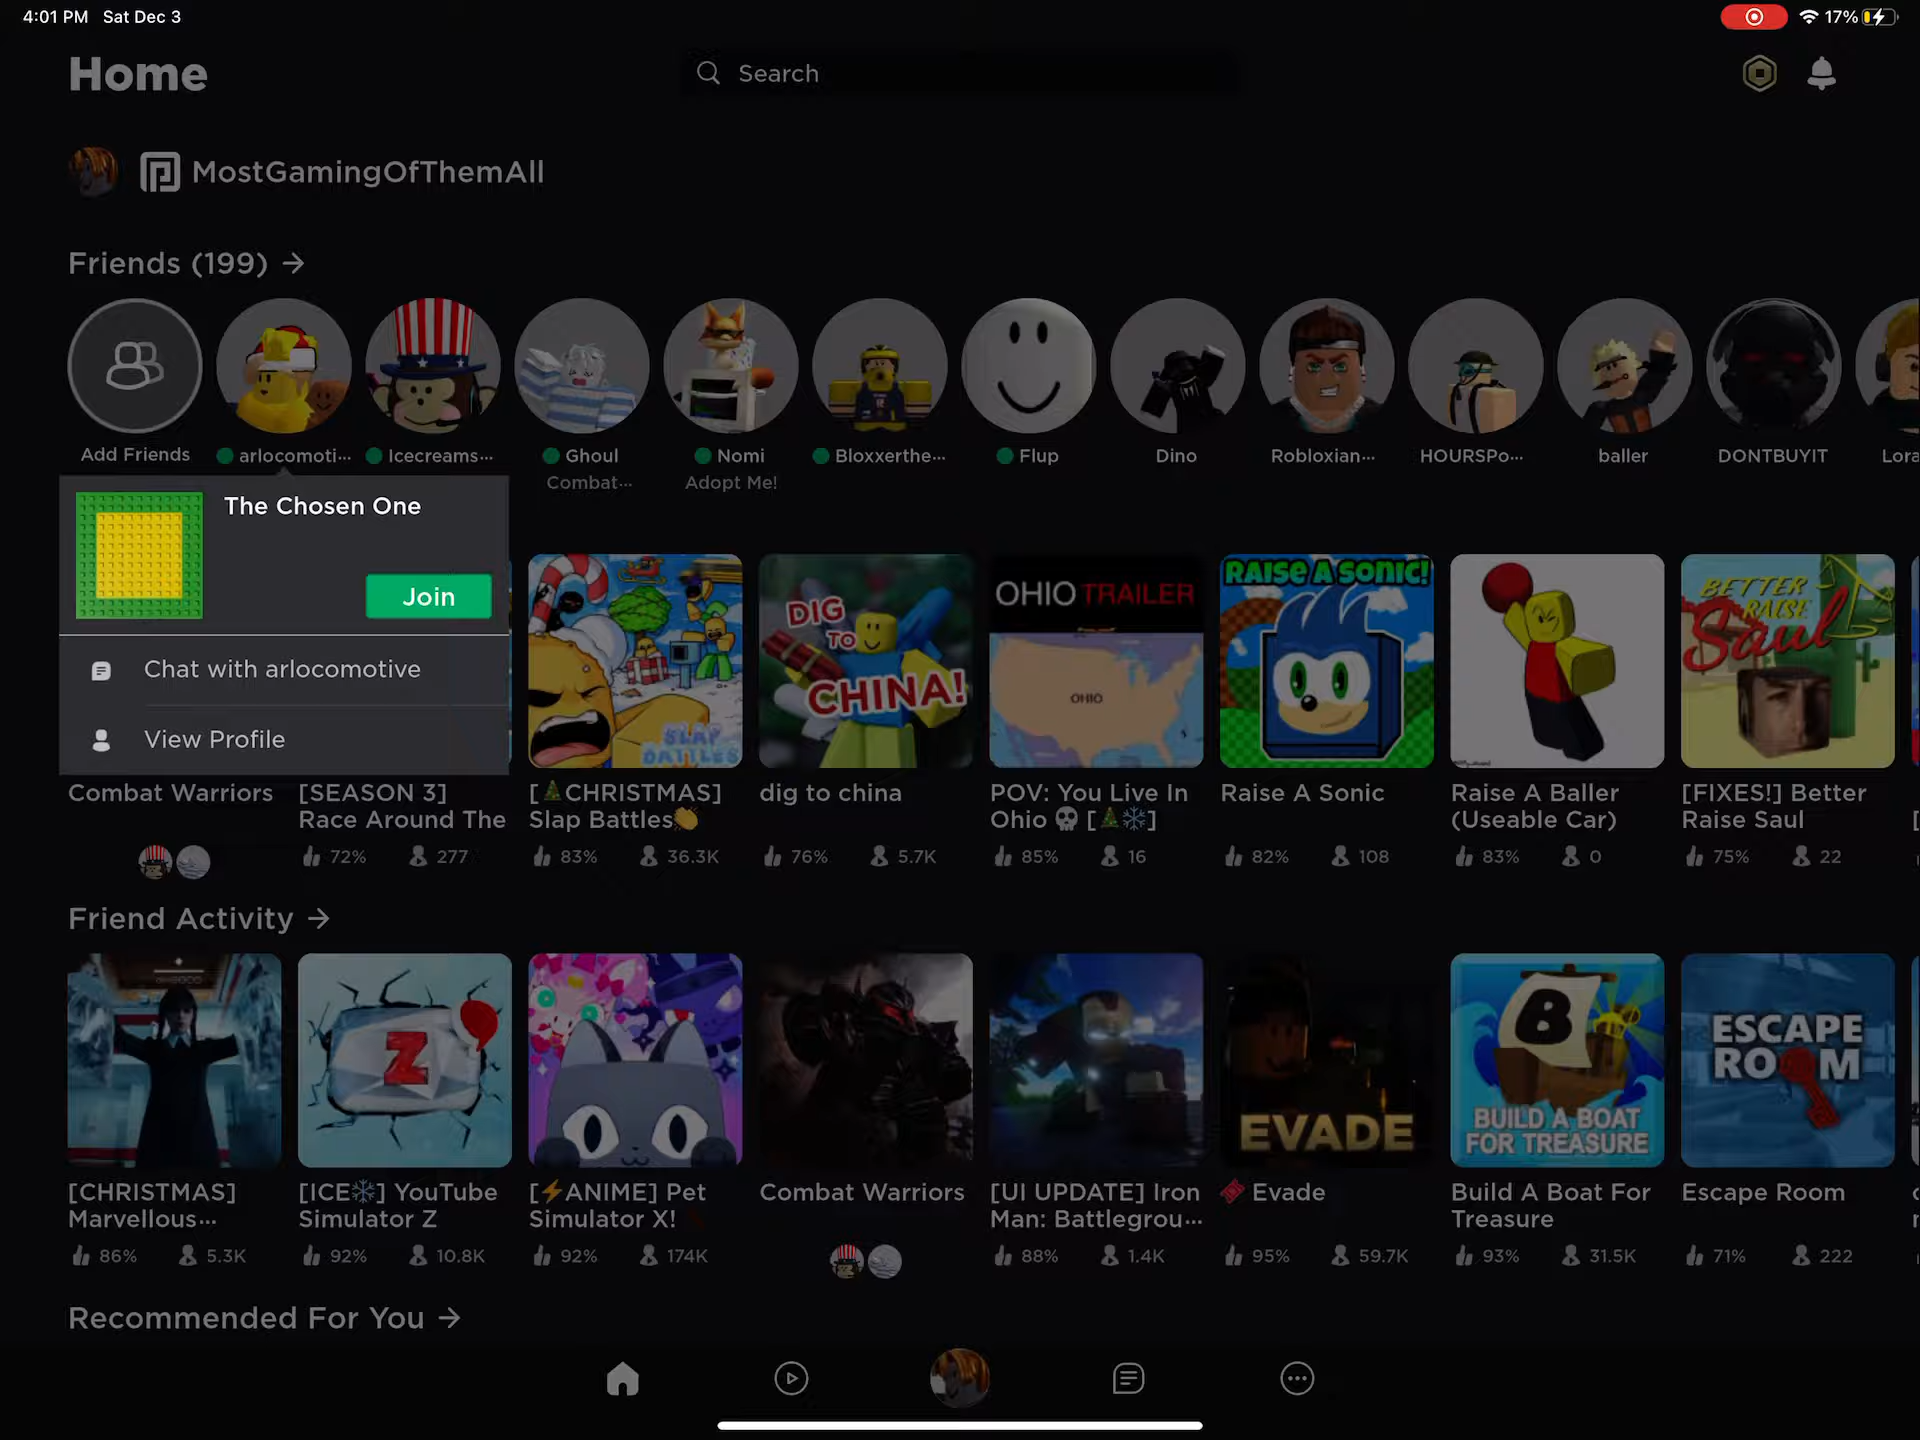 4:01 PM Sat Dec 3
17%
Home
Search
MostGamingOfThemAll
Friends (199) →
Add Friends
arlocomoti...
Icecreams...
Ghoul
Combat...
Nomi
Adopt Me!
Bloxxerthe...
Flup
Dino
Robloxian...
HOURSPo...
baller
DONTBUYIT
Lora
The Chosen One
Join
Chat with arlocomotive
View Profile
SLAP
BATTLES
DIG
TO
CHINA!
OHIO TRAILER
OHIO
RAISE A SONIC!
BETTER
RAISE
Saul
Combat Warriors
[SEASON 3]
Race Around The
72% 277
[🎄CHRISTMAS]
Slap Battles👏
83% 36.3K
dig to china
76% 5.7K
POV: You Live In
Ohio 💀 [🎄❄️]
85% 16
Raise A Sonic
82% 108
Raise A Baller
(Useable Car)
83% 0
[FIXES!] Better
Raise Saul
75% 22
Friend Activity →
Z
EVADE
B
BUILD A BOAT
FOR TREASURE
ESCAPE
ROOM
[CHRISTMAS]
Marvellous...
86% 5.3K
[ICE❄️] YouTube
Simulator Z
92% 10.8K
[⚡ANIME] Pet
Simulator X!
92% 174K
Combat Warriors
[UI UPDATE] Iron
Man: Battlegrou...
88% 1.4K
Evade
95% 59.7K
Build A Boat For
Treasure
93% 31.5K
Escape Room
71% 222
Recommended For You →